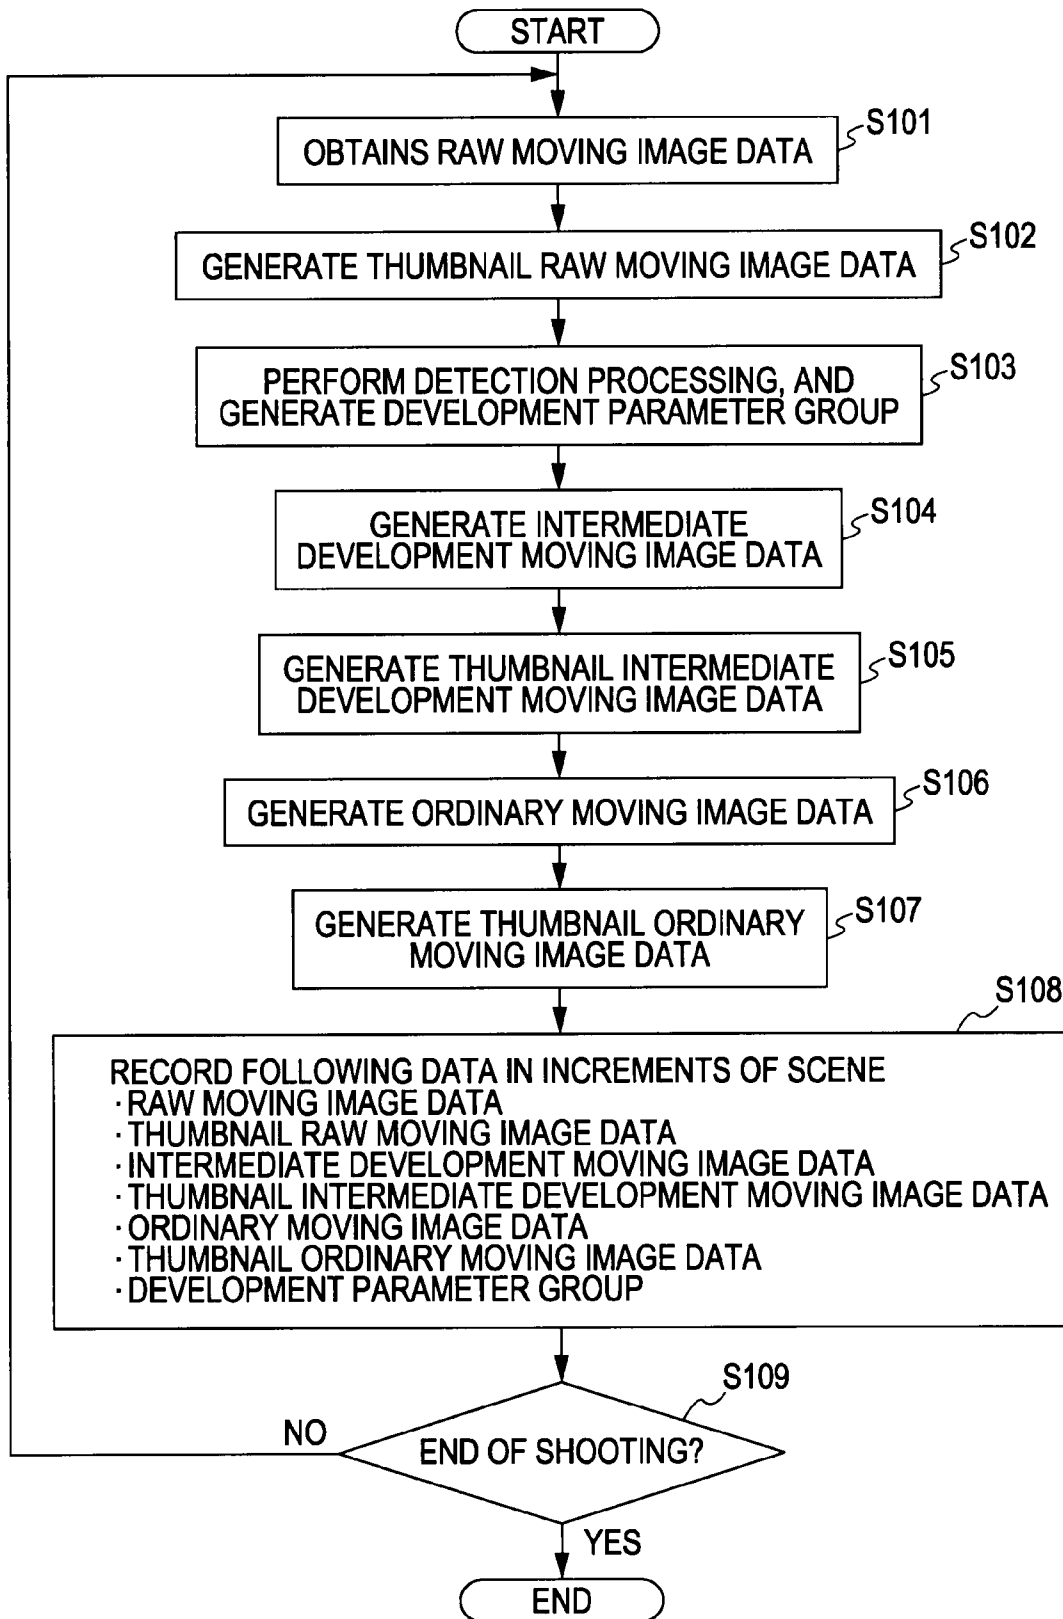 START
OBTAINS RAW MOVING IMAGE DATA
S101
GENERATE THUMBNAIL RAW MOVING IMAGE DATA
S102
PERFORM DETECTION PROCESSING, AND
GENERATE DEVELOPMENT PARAMETER GROUP
S103
GENERATE INTERMEDIATE
DEVELOPMENT MOVING IMAGE DATA
S104
GENERATE THUMBNAIL INTERMEDIATE
DEVELOPMENT MOVING IMAGE DATA
S105
GENERATE ORDINARY MOVING IMAGE DATA
S106
GENERATE THUMBNAIL ORDINARY
MOVING IMAGE DATA
S107
S108
RECORD FOLLOWING DATA IN INCREMENTS OF SCENE
·RAW MOVING IMAGE DATA
·THUMBNAIL RAW MOVING IMAGE DATA
·INTERMEDIATE DEVELOPMENT MOVING IMAGE DATA
·THUMBNAIL INTERMEDIATE DEVELOPMENT MOVING IMAGE DATA
·ORDINARY MOVING IMAGE DATA
·THUMBNAIL ORDINARY MOVING IMAGE DATA
·DEVELOPMENT PARAMETER GROUP
S109
NO
END OF SHOOTING?
YES
END